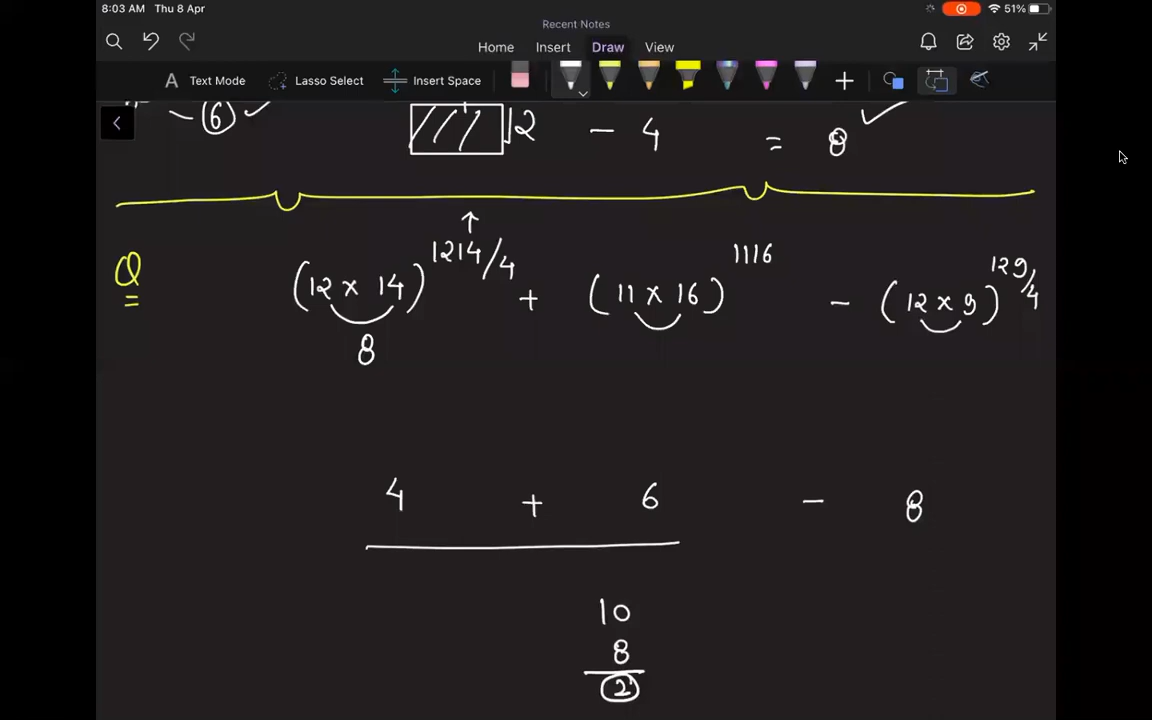 8:03 AM Thu 8 Apr
51%
Recent Notes
Home Insert Draw View
Text Mode Lasso Select Insert Space
- 6 ✓ 12 - 4 = 8 ✓
Q (12 × 14)^1214/4 + (11 × 16)^1116 - (12 × 9)^129/4
8
4 + 6 - 8
10
8
2